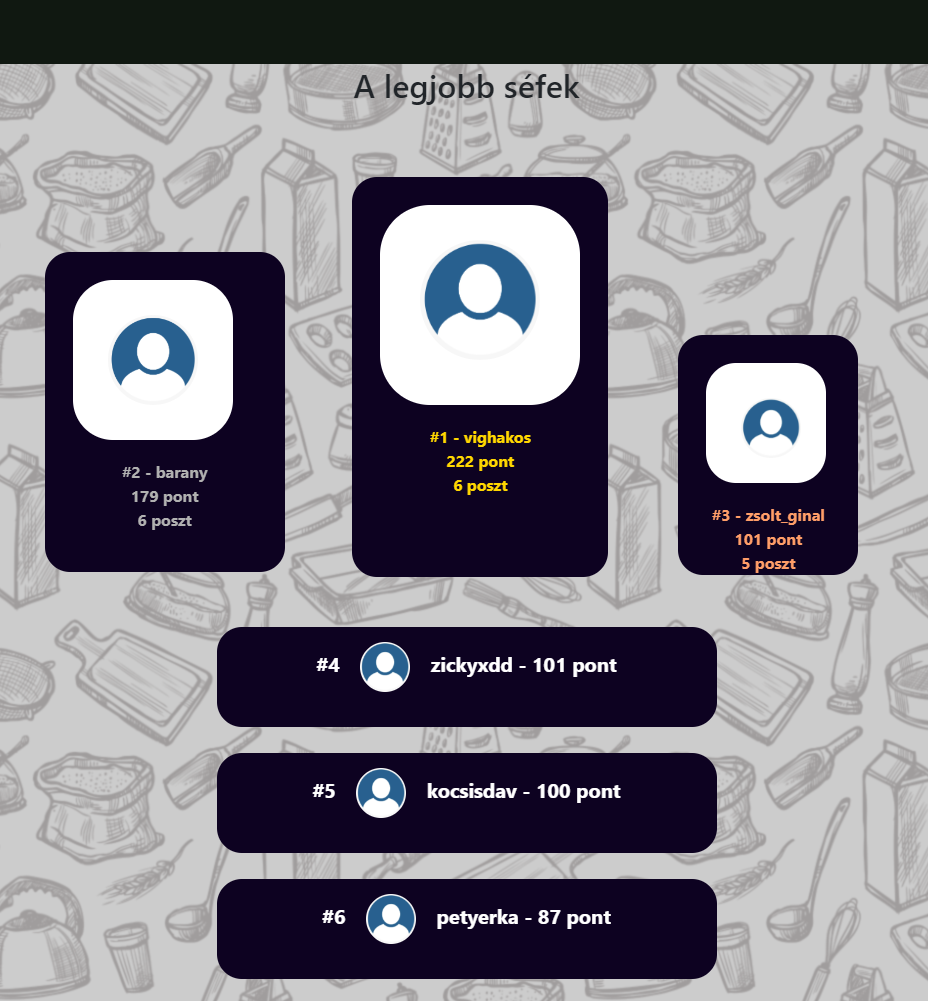 A legjobb séfek
#1 - vighakos
222 pont
6 poszt
#2 - barany
179 pont
6 poszt
#3 - zsolt_ginal
101 pont
5 poszt
#4 zickyxdd - 101 pont
#5 kocsisdav - 100 pont
#6 petyerka - 87 pont